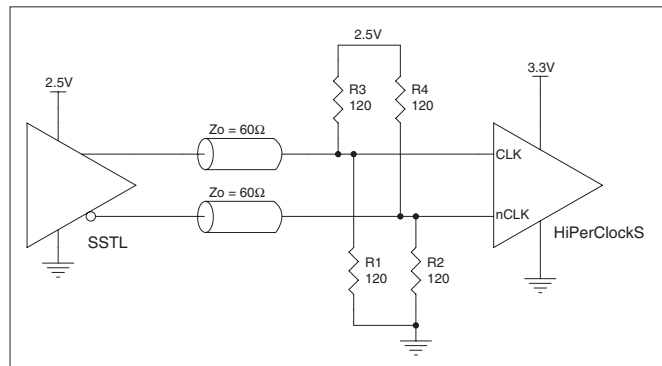 2.5V
2.5V
3.3V
R3
120
R4
120
Zo = 60Ω
CLK
Zo = 60Ω
nCLK
SSTL
HiPerClockS
R1
120
R2
120